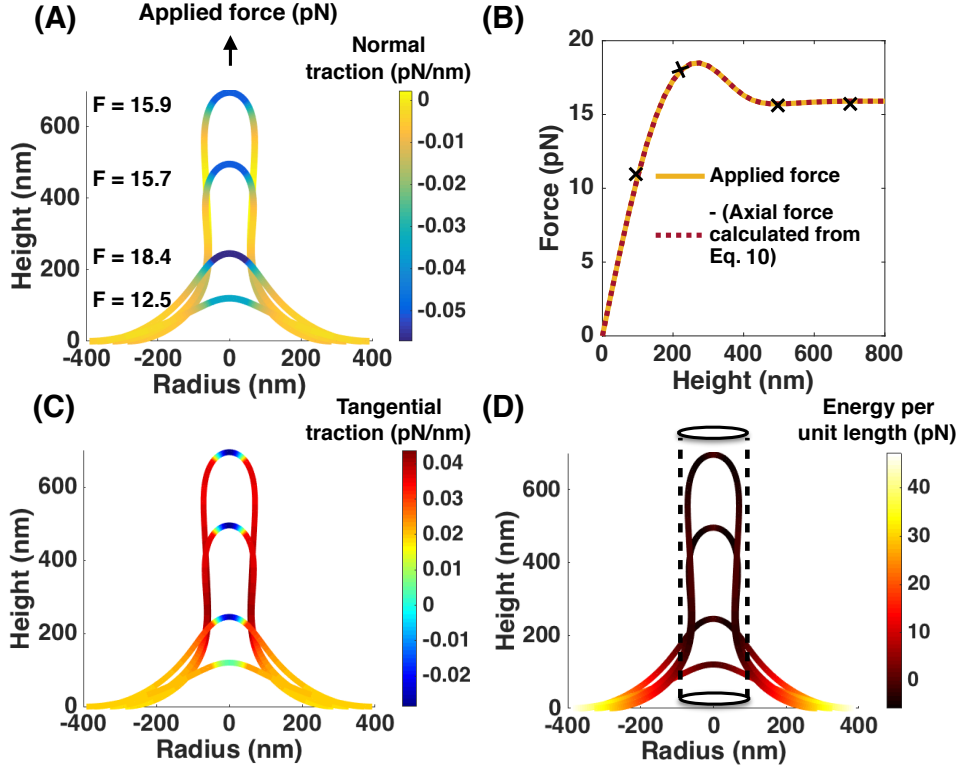 (A)
Applied force (pN)
Normal
traction (pN/nm)
F = 15.9
F = 15.7
F = 18.4
F = 12.5
Height (nm)
600
400
200
0
-400
-200
0
200
400
Radius (nm)
0
-0.01
-0.02
-0.03
-0.04
-0.05
(B)
Force (pN)
20
15
10
5
0
0
200
400
600
800
Height (nm)
Applied force
- (Axial force
calculated from
Eq. 10)
(C)
Tangential
traction (pN/nm)
Height (nm)
600
400
200
0
-400
-200
0
200
400
Radius (nm)
0.04
0.03
0.02
0.01
0
-0.01
-0.02
(D)
Energy per
unit length (pN)
Height (nm)
600
400
200
0
-400
-200
0
200
400
Radius (nm)
40
30
20
10
0